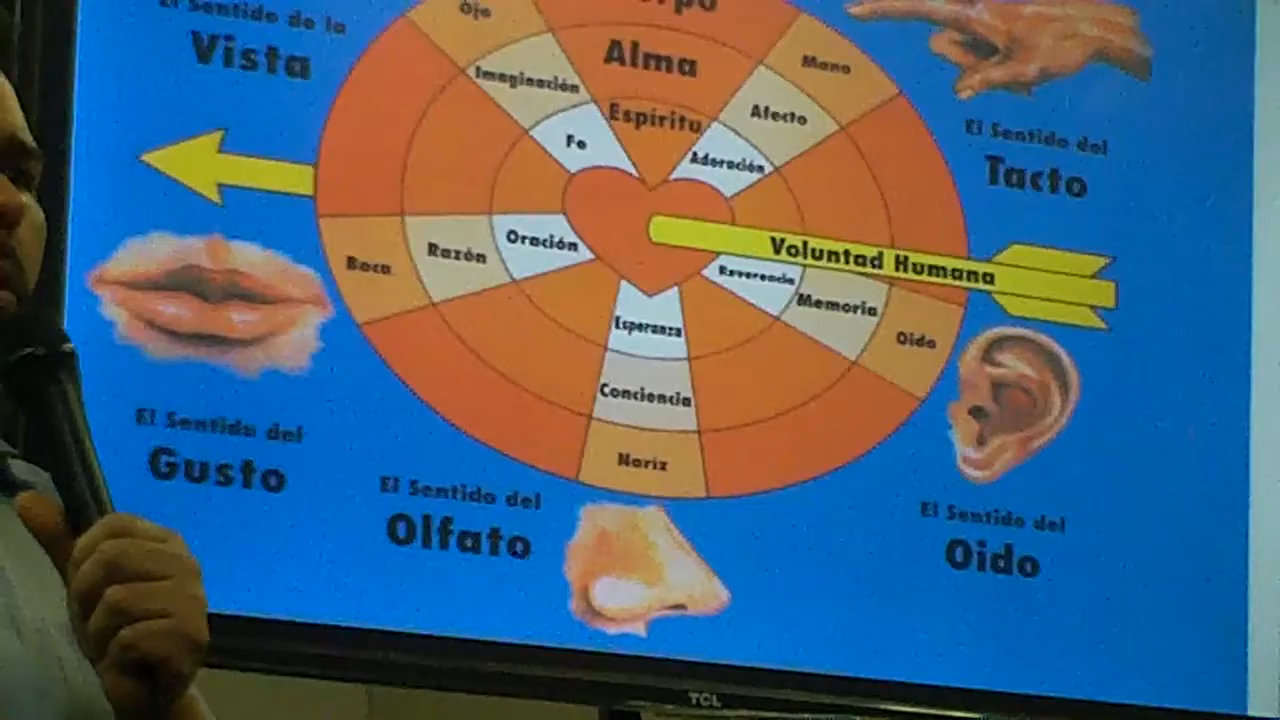 El Sentido de la
Vista
Ojo
Alma
Mano
Imaginación
Afecto
Espíritu
Fe
Adoración
El Sentido del
Tacto
Boca
Razón
Oración
Voluntad Humana
Reverencia
Memoria
Oido
Esperanza
Conciencia
Nariz
El Sentido del
Gusto
El Sentido del
Olfato
El Sentido del
Oido
TCL